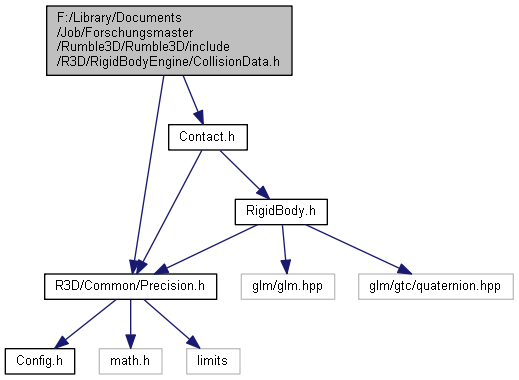 F:/Library/Documents
/Job/Forschungsmaster
/Rumble3D/Rumble3D/include
/R3D/RigidBodyEngine/CollisionData.h
Contact.h
RigidBody.h
R3D/Common/Precision.h
glm/glm.hpp
glm/gtc/quaternion.hpp
Config.h
math.h
limits